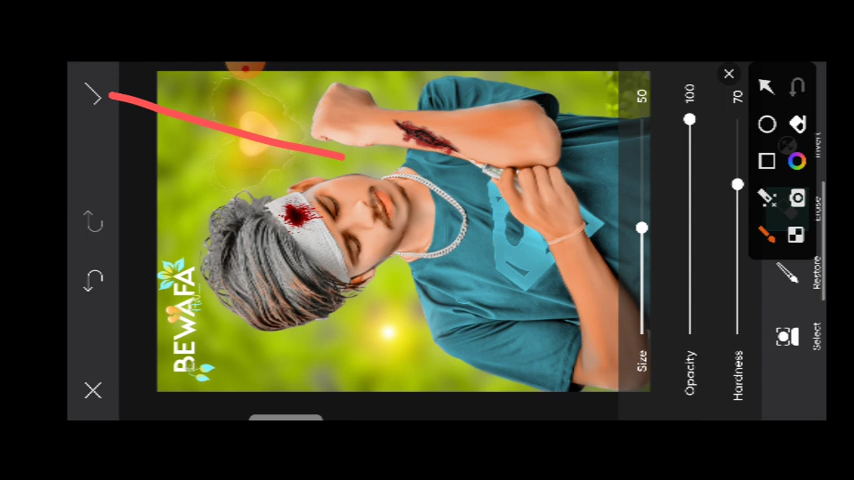 BEWAFA
Size
50
Opacity
100
Hardness
70
Invert
Erase
Restore
Select